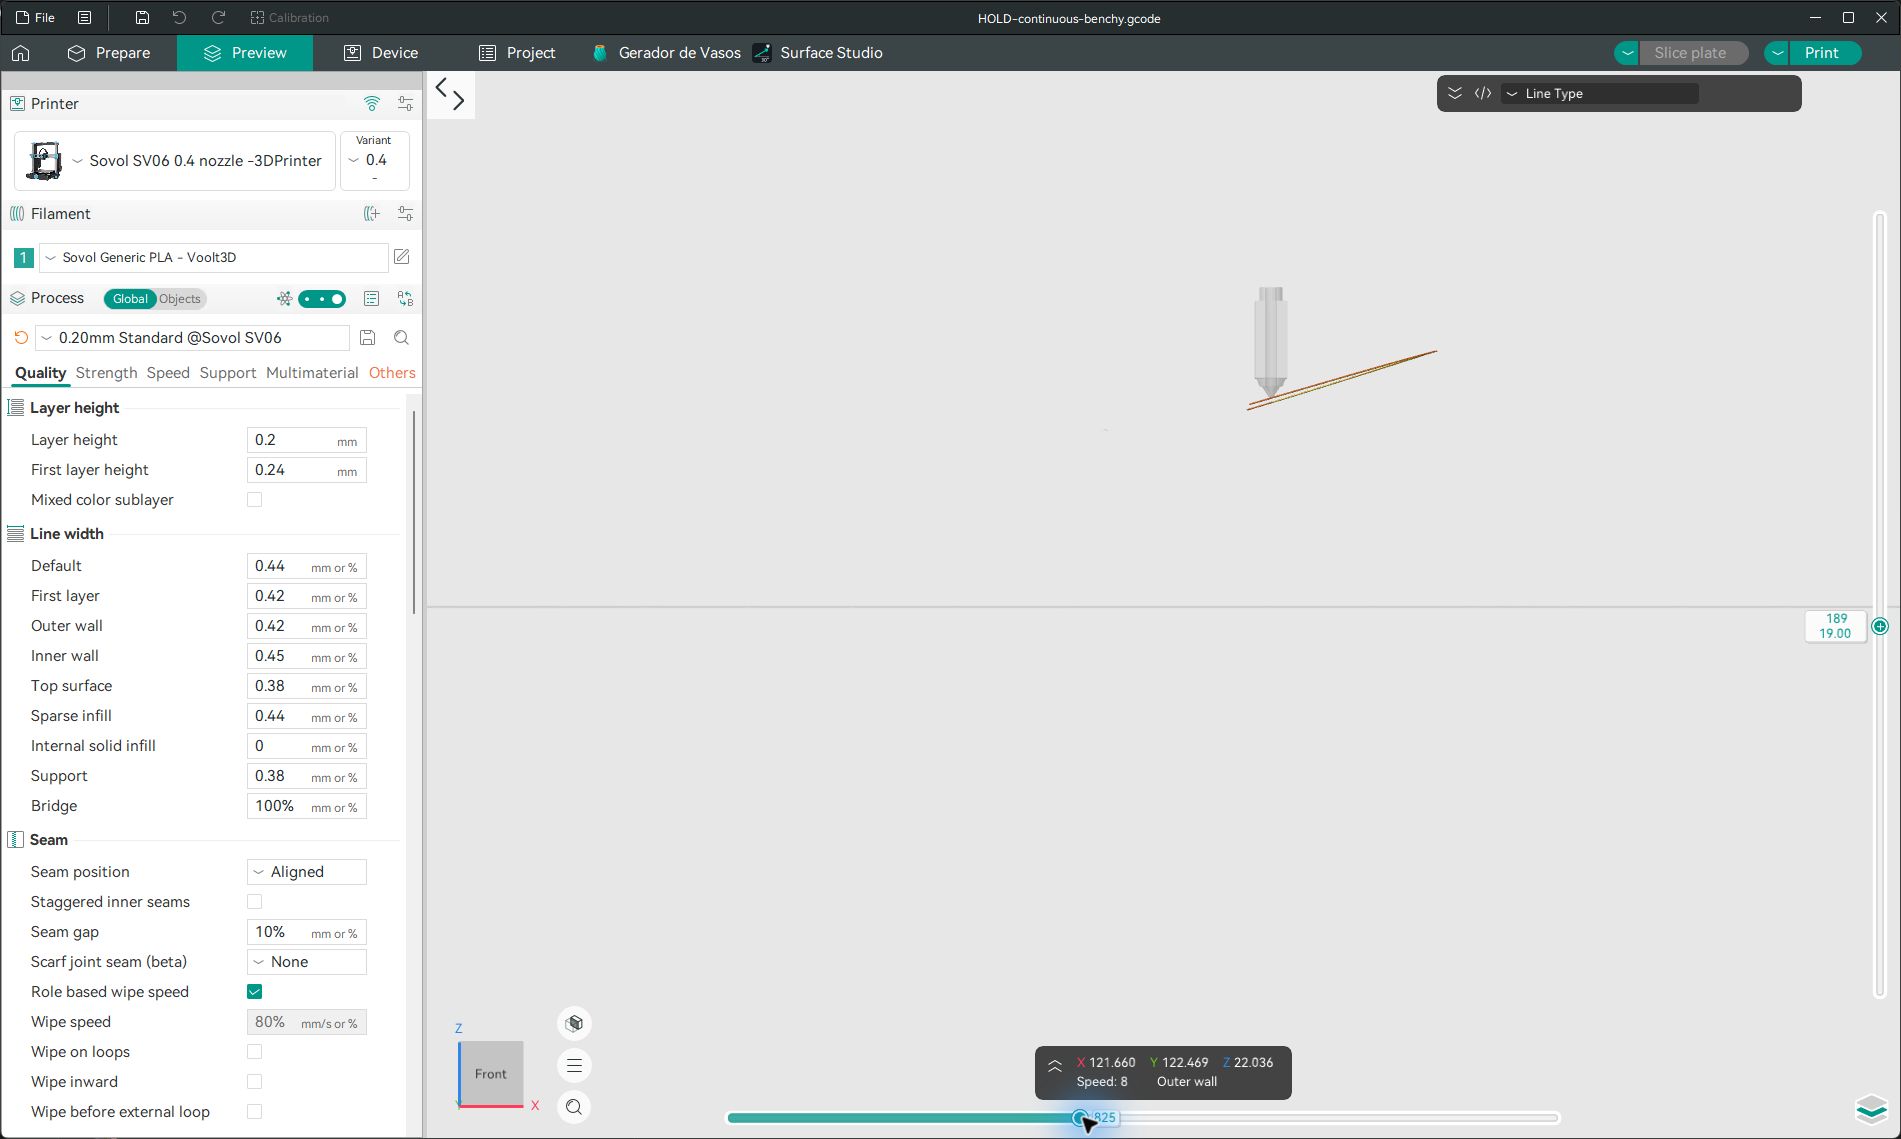 File
Calibration
HOLD-continuous-benchy.gcode
Prepare
Preview
Device
Project
Gerador de Vasos
Surface Studio
Slice plate
Print
Printer
Sovol SV06 0.4 nozzle -3DPrinter
Variant
0.4
-
Filament
1
Sovol Generic PLA - Voolt3D
Process
Global
Objects
0.20mm Standard @Sovol SV06
Quality
Strength
Speed
Support
Multimaterial
Others
Layer height
Layer height 0.2 mm
First layer height 0.24 mm
Mixed color sublayer
Line width
Default 0.44 mm or %
First layer 0.42 mm or %
Outer wall 0.42 mm or %
Inner wall 0.45 mm or %
Top surface 0.38 mm or %
Sparse infill 0.44 mm or %
Internal solid infill 0 mm or %
Support 0.38 mm or %
Bridge 100% mm or %
Seam
Seam position Aligned
Staggered inner seams
Seam gap 10% mm or %
Scarf joint seam (beta) None
Role based wipe speed
Wipe speed 80% mm/s or %
Wipe on loops
Wipe inward
Wipe before external loop
Line Type
189
19.00
Z
Front
Y
X
X 121.660 Y 122.469 Z 22.036
Speed: 8 Outer wall
825